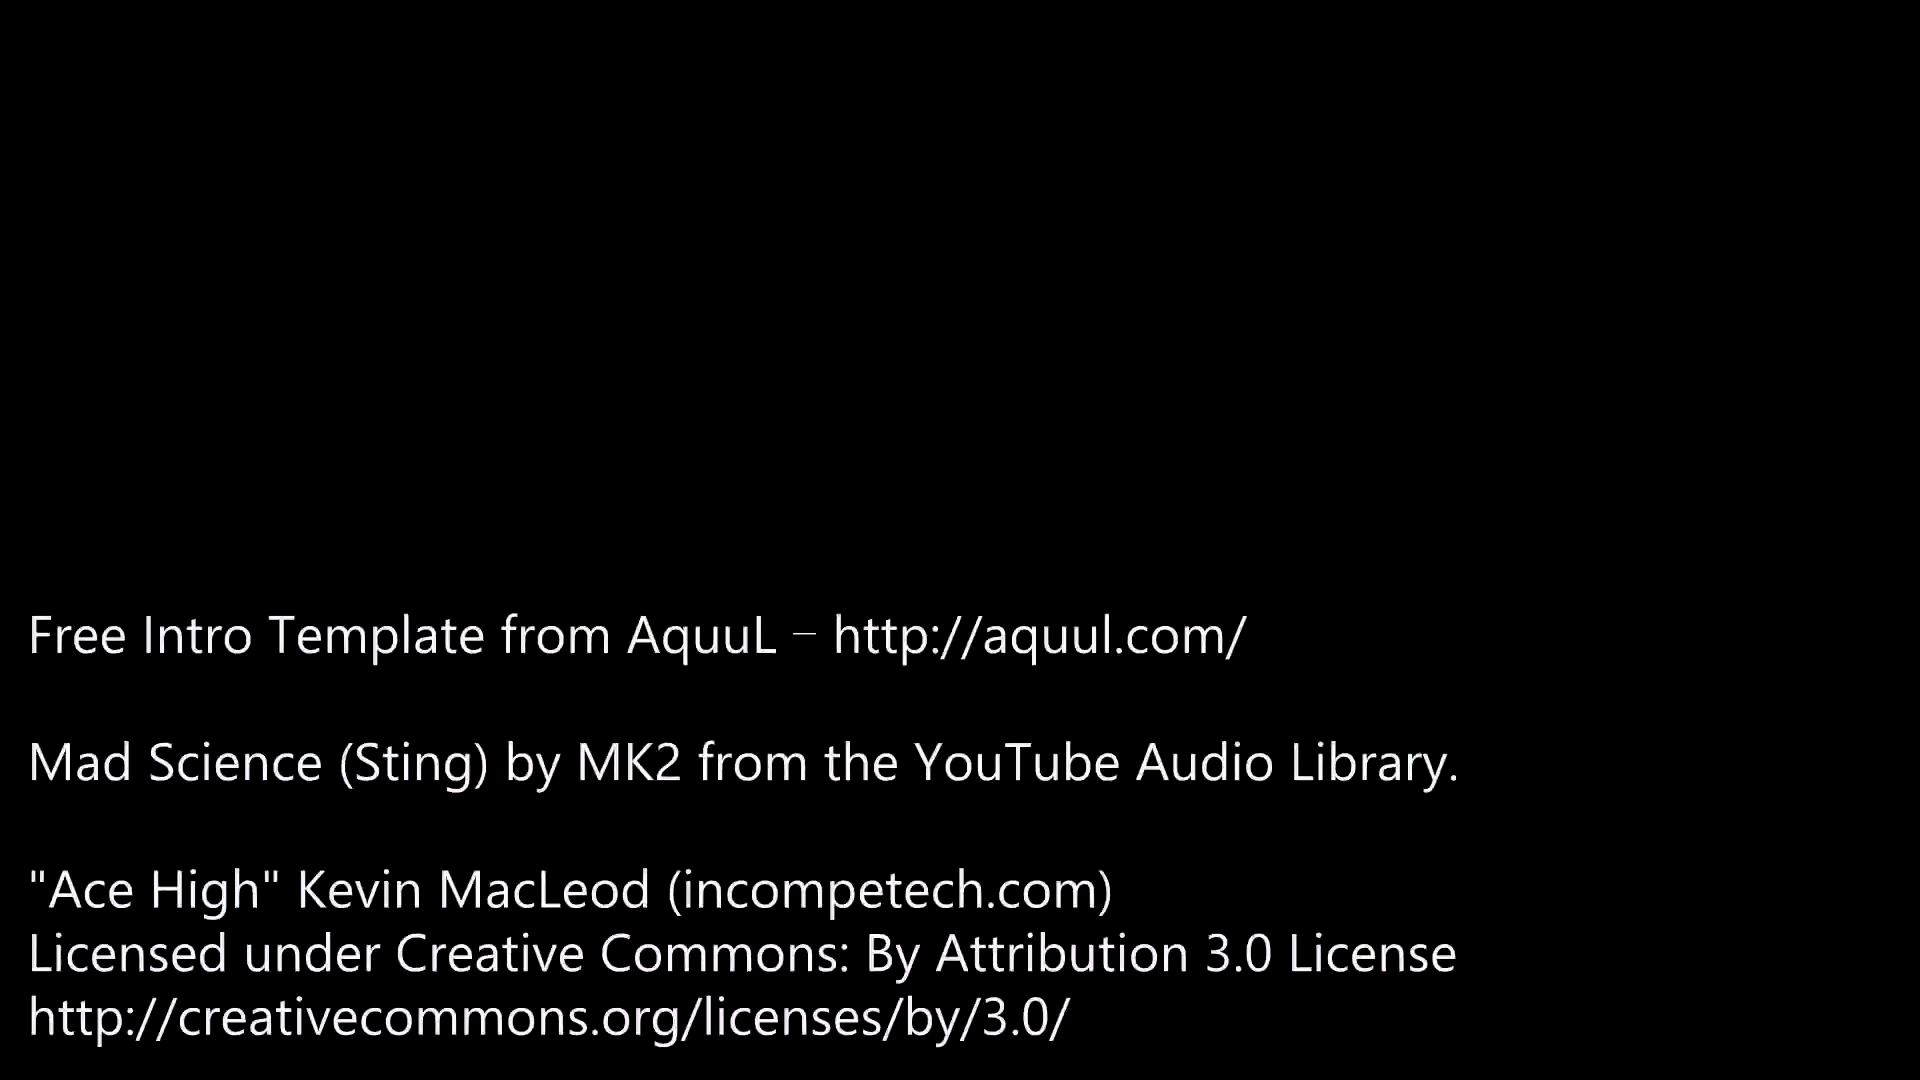 Free Intro Template from AquuL – http://aquul.com/
Mad Science (Sting) by MK2 from the YouTube Audio Library.
"Ace High" Kevin MacLeod (incompetech.com)
Licensed under Creative Commons: By Attribution 3.0 License
http://creativecommons.org/licenses/by/3.0/